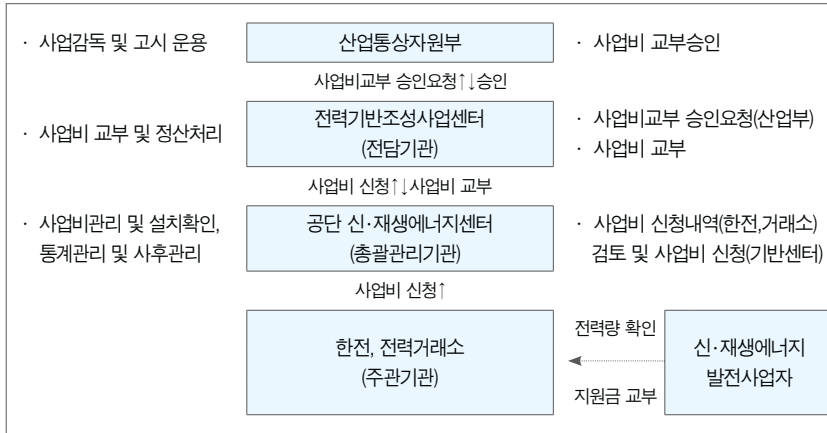 · 사업감독 및 고시 운용
산업통상자원부
· 사업비 교부승인
사업비교부 승인요청↑↓승인
· 사업비 교부 및 정산처리
전력기반조성사업센터
(전담기관)
· 사업비교부 승인요청(산업부)
· 사업비 교부
사업비 신청↑↓사업비 교부
· 사업비관리 및 설치확인,
통계관리 및 사후관리
공단 신·재생에너지센터
(총괄관리기관)
· 사업비 신청내역(한전,거래소)
검토 및 사업비 신청(기반센터)
사업비 신청↑
한전, 전력거래소
(주관기관)
전력량 확인
지원금 교부
신·재생에너지
발전사업자